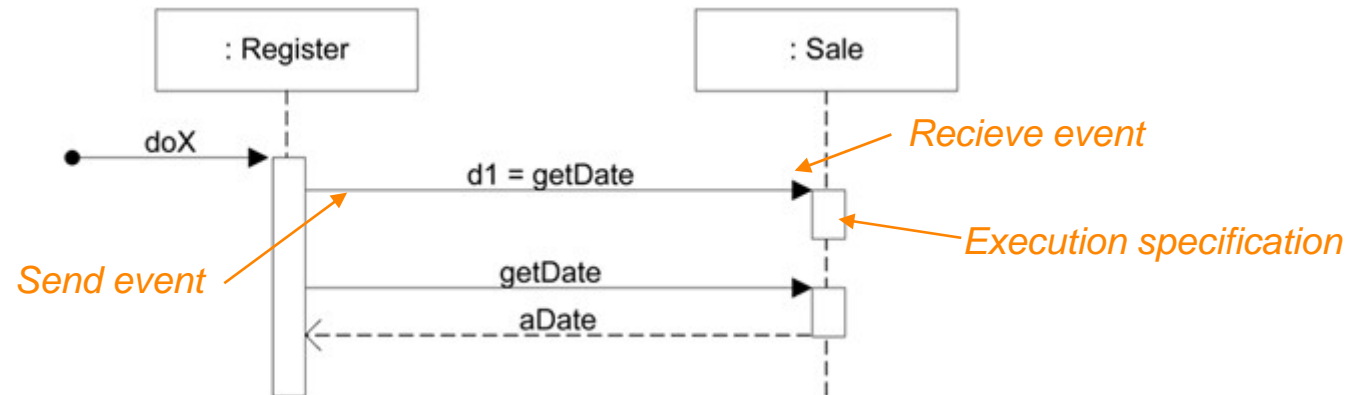 : Register
: Sale
doX
Recieve event
d1 = getDate
Execution specification
Send event
getDate
aDate